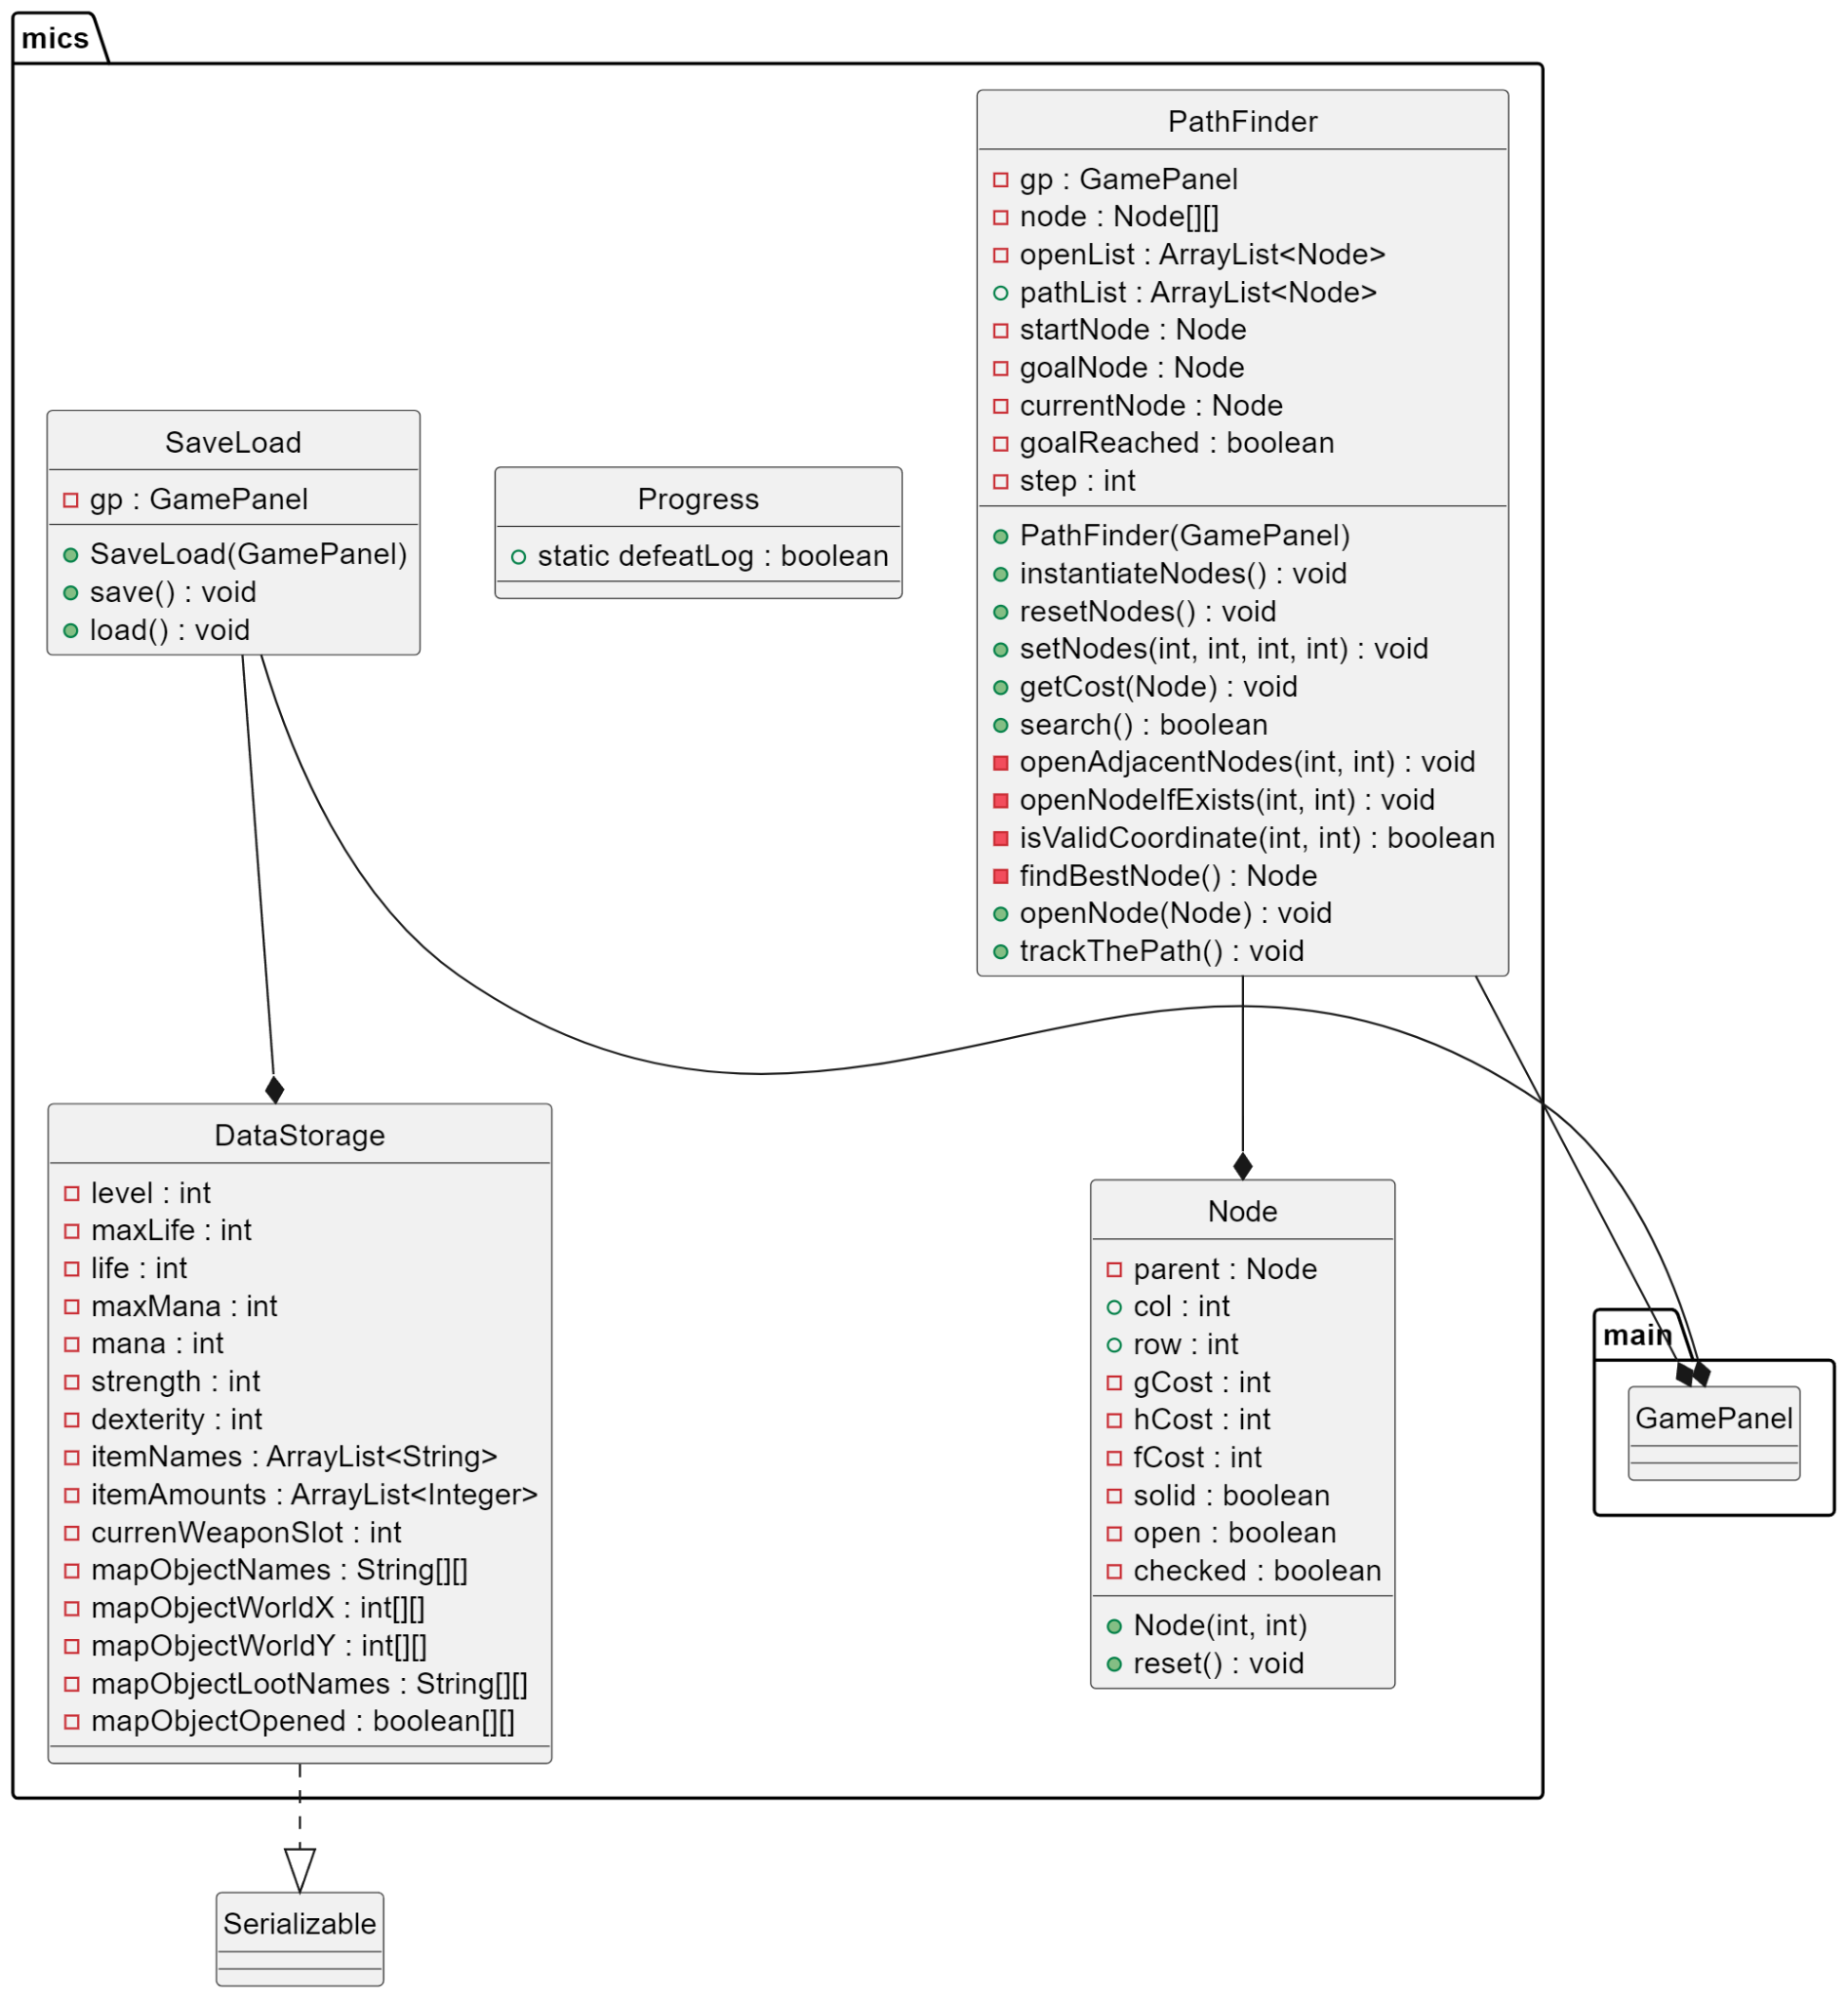 mics
PathFinder
gp : GamePanel
node : Node[][]
openList : ArrayList<Node>
pathList : ArrayList<Node>
startNode : Node
goalNode : Node
currentNode : Node
goalReached : boolean
step : int
PathFinder(GamePanel)
instantiateNodes() : void
resetNodes() : void
setNodes(int, int, int, int) : void
getCost(Node) : void
search() : boolean
openAdjacentNodes(int, int) : void
openNodeIfExists(int, int) : void
isValidCoordinate(int, int) : boolean
findBestNode() : Node
openNode(Node) : void
trackThePath() : void
SaveLoad
gp : GamePanel
SaveLoad(GamePanel)
save() : void
load() : void
Progress
static defeatLog : boolean
DataStorage
level : int
maxLife : int
life : int
maxMana : int
mana : int
strength : int
dexterity : int
itemNames : ArrayList<String>
itemAmounts : ArrayList<Integer>
currenWeaponSlot : int
mapObjectNames : String[][]
mapObjectWorldX : int[][]
mapObjectWorldY : int[][]
mapObjectLootNames : String[][]
mapObjectOpened : boolean[][]
Node
parent : Node
col : int
row : int
gCost : int
hCost : int
fCost : int
solid : boolean
open : boolean
checked : boolean
Node(int, int)
reset() : void
main
GamePanel
Serializable